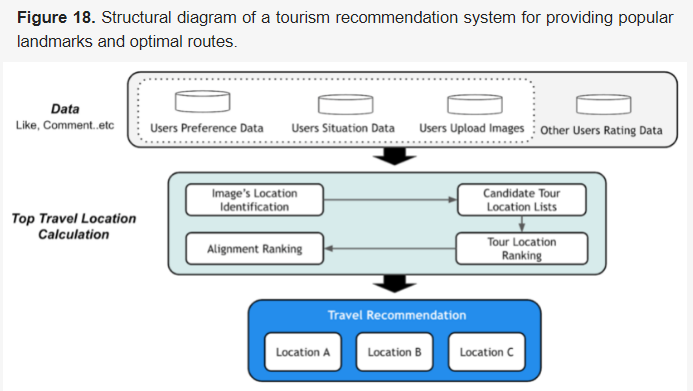 Figure 18. Structural diagram of a tourism recommendation system for providing popular
landmarks and optimal routes.
Data
Like, Comment..etc
Users Preference Data
Users Situation Data
Users Upload Images
Other Users Rating Data
Top Travel Location
Calculation
Image's Location
Identification
Candidate Tour
Location Lists
Alignment Ranking
Tour Location
Ranking
Travel Recommendation
Location A
Location B
Location C